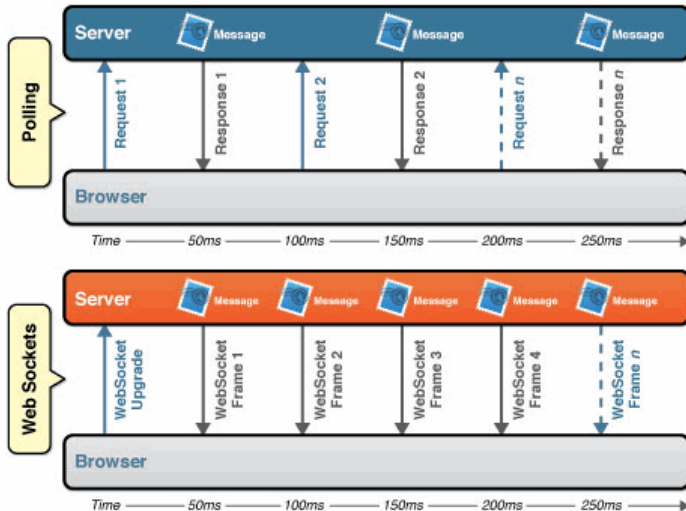 Polling
Server
Message
Message
Message
Request 1
Response 1
Request 2
Response 2
Request n
Response n
Browser
Time
50ms
100ms
150ms
200ms
250ms
Web Sockets
Server
Message
Message
Message
Message
Message
WebSocket
Upgrade
WebSocket
Frame 1
WebSocket
Frame 2
WebSocket
Frame 3
WebSocket
Frame 4
WebSocket
Frame n
Browser
Time
50ms
100ms
150ms
200ms
250ms